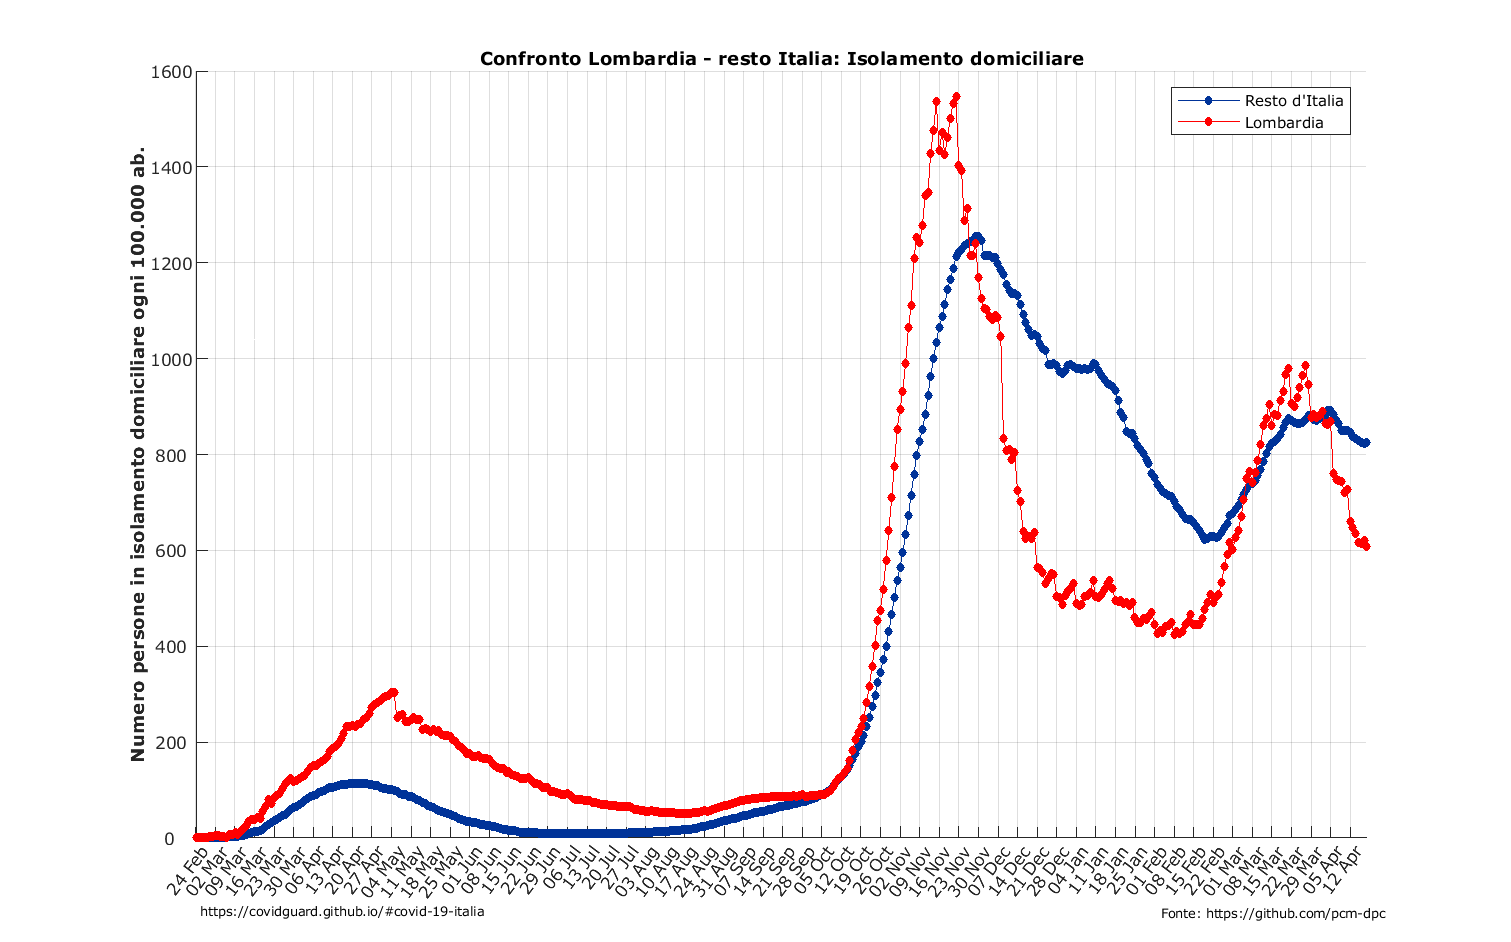 Confronto Lombardia - resto Italia: Isolamento domiciliare
1600
1400
1200
1000
800
600
400
200
0
Numero persone in isolamento domiciliare ogni 100.000 ab.
Resto d'Italia
Lombardia
24 Feb
02 Mar
09 Mar
16 Mar
23 Mar
30 Mar
06 Apr
13 Apr
20 Apr
27 Apr
04 May
11 May
18 May
25 May
01 Jun
08 Jun
15 Jun
22 Jun
29 Jun
06 Jul
13 Jul
20 Jul
27 Jul
03 Aug
10 Aug
17 Aug
24 Aug
31 Aug
07 Sep
14 Sep
21 Sep
28 Sep
05 Oct
12 Oct
19 Oct
26 Oct
02 Nov
09 Nov
16 Nov
23 Nov
30 Nov
07 Dec
14 Dec
21 Dec
28 Dec
04 Jan
11 Jan
18 Jan
25 Jan
01 Feb
08 Feb
15 Feb
22 Feb
01 Mar
08 Mar
15 Mar
22 Mar
29 Mar
05 Apr
12 Apr
https://covidguard.github.io/#covid-19-italia
Fonte: https://github.com/pcm-dpc